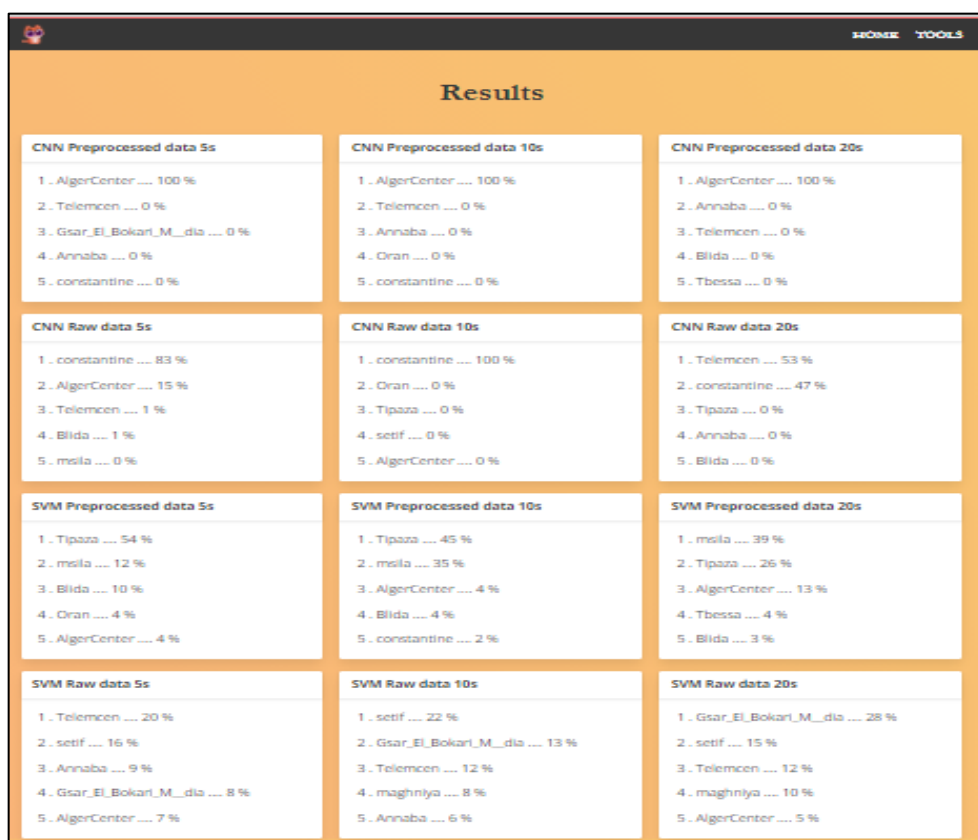 HOME TOOLS
Results
CNN Preprocessed data 5s
1 . AlgerCenter .... 100 %
2 . Telemcen .... 0 %
3 . Gsar_El_Bokari_M__dia .... 0 %
4 . Annaba .... 0 %
5 . constantine .... 0 %
CNN Preprocessed data 10s
1 . AlgerCenter .... 100 %
2 . Telemcen .... 0 %
3 . Annaba .... 0 %
4 . Oran .... 0 %
5 . constantine .... 0 %
CNN Preprocessed data 20s
1 . AlgerCenter .... 100 %
2 . Annaba .... 0 %
3 . Telemcen .... 0 %
4 . Blida .... 0 %
5 . Tbessa .... 0 %
CNN Raw data 5s
1 . constantine .... 83 %
2 . AlgerCenter .... 15 %
3 . Telemcen .... 1 %
4 . Blida .... 1 %
5 . msila .... 0 %
CNN Raw data 10s
1 . constantine .... 100 %
2 . Oran .... 0 %
3 . Tipaza .... 0 %
4 . setif .... 0 %
5 . AlgerCenter .... 0 %
CNN Raw data 20s
1 . Telemcen .... 53 %
2 . constantine .... 47 %
3 . Tipaza .... 0 %
4 . Annaba .... 0 %
5 . Blida .... 0 %
SVM Preprocessed data 5s
1 . Tipaza .... 54 %
2 . msila .... 12 %
3 . Blida .... 10 %
4 . Oran .... 4 %
5 . AlgerCenter .... 4 %
SVM Preprocessed data 10s
1 . Tipaza .... 45 %
2 . msila .... 35 %
3 . AlgerCenter .... 4 %
4 . Blida .... 4 %
5 . constantine .... 2 %
SVM Preprocessed data 20s
1 . msila .... 39 %
2 . Tipaza .... 26 %
3 . AlgerCenter .... 13 %
4 . Tbessa .... 4 %
5 . Blida .... 3 %
SVM Raw data 5s
1 . Telemcen .... 20 %
2 . setif .... 16 %
3 . Annaba .... 9 %
4 . Gsar_El_Bokari_M__dia .... 8 %
5 . AlgerCenter .... 7 %
SVM Raw data 10s
1 . setif .... 22 %
2 . Gsar_El_Bokari_M__dia .... 13 %
3 . Telemcen .... 12 %
4 . maghniya .... 8 %
5 . Annaba .... 6 %
SVM Raw data 20s
1 . Gsar_El_Bokari_M__dia .... 28 %
2 . setif .... 15 %
3 . Telemcen .... 12 %
4 . maghniya .... 10 %
5 . AlgerCenter .... 5 %